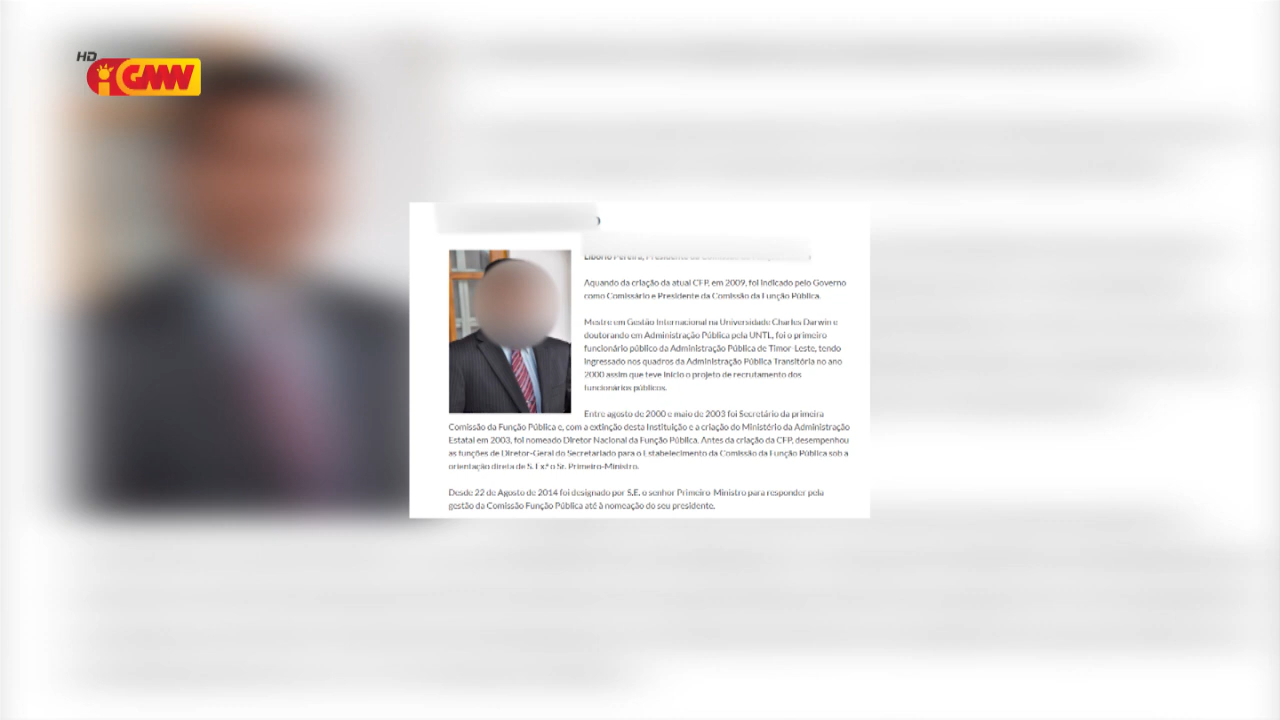 HD
GMN
Aquando da criação da atual CFP, em 2009, foi indicado pelo Governo
como Comissário e Presidente da Comissão da Função Pública.
Mestre em Gestão Internacional na Universidade Charles Darwin e
doutorando em Administração Pública pela UNTL, foi o primeiro
funcionário público da Administração Pública de Timor-Leste, tendo
ingressado nos quadros da Administração Pública Transitória no ano
2000 assim que teve início o projeto de recrutamento dos
funcionários públicos.
Entre agosto de 2000 e maio de 2003 foi Secretário da primeira
Comissão da Função Pública e, com a extinção desta Instituição e a criação do Ministério da Administração
Estatal em 2003, foi nomeado Diretor Nacional da Função Pública. Antes da criação da CFP, desempenhou
as funções de Diretor-Geral do Secretariado para o Estabelecimento da Comissão da Função Pública sob a
orientação direta de S. Ex.ª o Sr. Primeiro-Ministro.
Desde 22 de Agosto de 2014 foi designado por S.E. o senhor Primeiro-Ministro para responder pela
gestão da Comissão Função Pública até à nomeação do seu presidente.